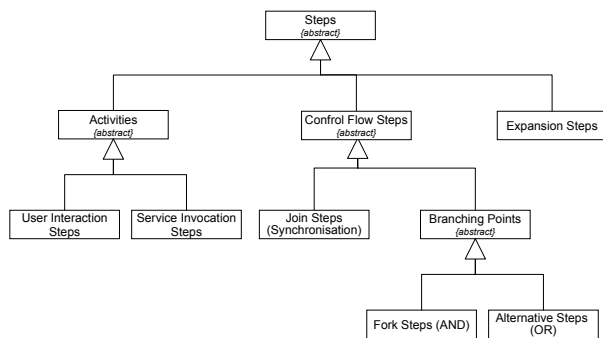 Steps
{abstract}
Activities
{abstract}
Confrol Flow Steps
{abstract}
Expansion Steps
User Interaction
Steps
Service Invocation
Steps
Join Steps
(Synchronisation)
Branching Points
{abstract}
Fork Steps (AND)
Alternative Steps
(OR)